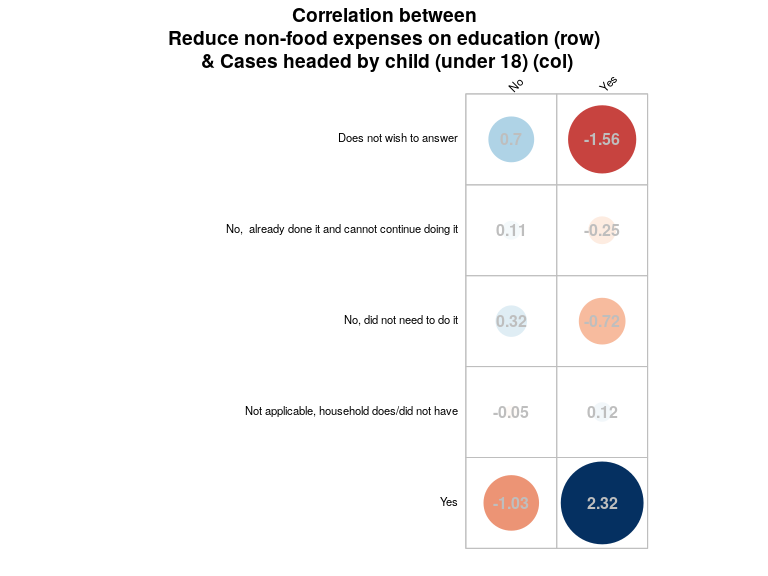 Correlation between
Reduce non-food expenses on education (row)
& Cases headed by child (under 18) (col)
No Yes
Does not wish to answer 0.7 -1.56
No,  already done it and cannot continue doing it 0.11 -0.25
No, did not need to do it 0.32 -0.72
Not applicable, household does/did not have -0.05 0.12
Yes -1.03 2.32